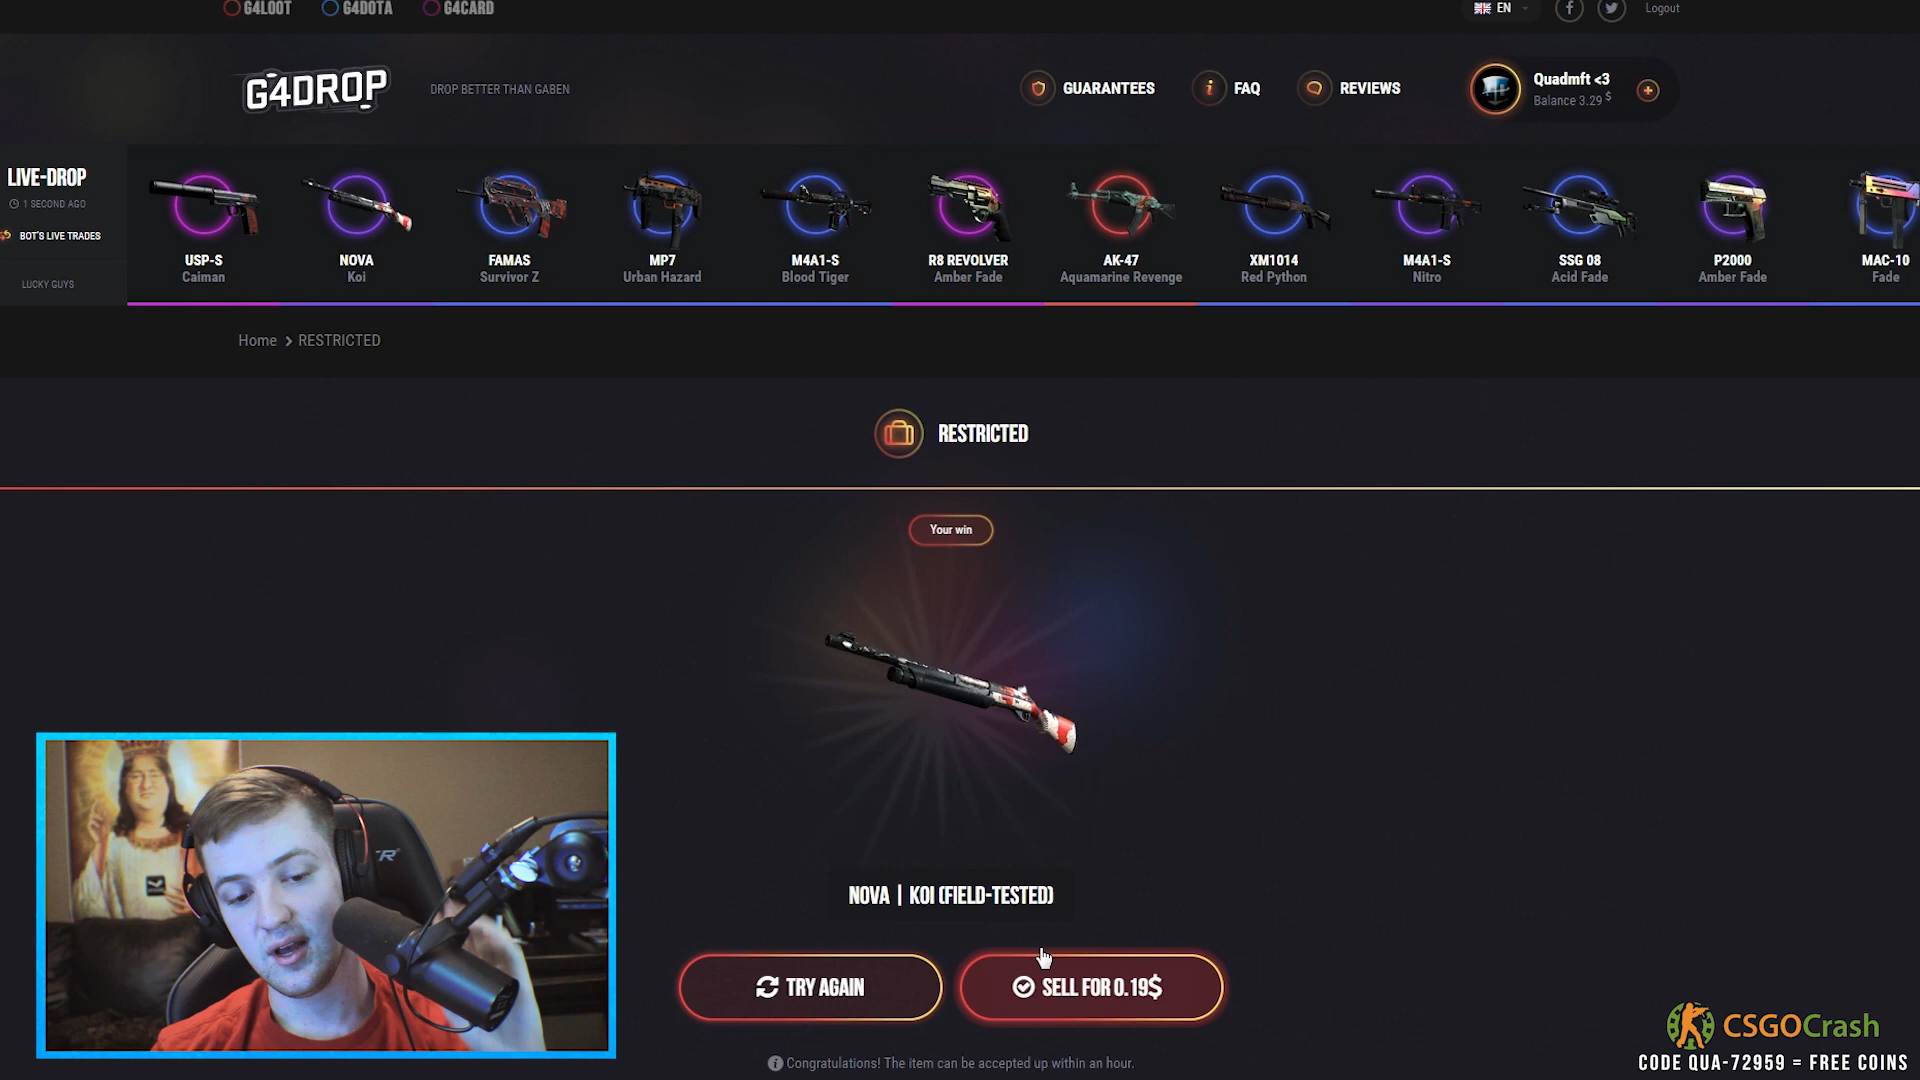 G4LOOT G4DOTA G4CARD
EN
Logout
G4DROP
DROP BETTER THAN GABEN
GUARANTEES
FAQ
REVIEWS
Quadmft <3
Balance 3.29 $
LIVE-DROP
1 SECOND AGO
BOT'S LIVE TRADES
LUCKY GUYS
USP-S
Caiman
NOVA
Koi
FAMAS
Survivor Z
MP7
Urban Hazard
M4A1-S
Blood Tiger
R8 REVOLVER
Amber Fade
AK-47
Aquamarine Revenge
XM1014
Red Python
M4A1-S
Nitro
SSG 08
Acid Fade
P2000
Amber Fade
MAC-10
Fade
Home > RESTRICTED
RESTRICTED
Your win
NOVA | KOI (FIELD-TESTED)
TRY AGAIN
SELL FOR 0.19$
Congratulations! The item can be accepted up within an hour.
CSGOCrash
CODE QUA-72959 = FREE COINS